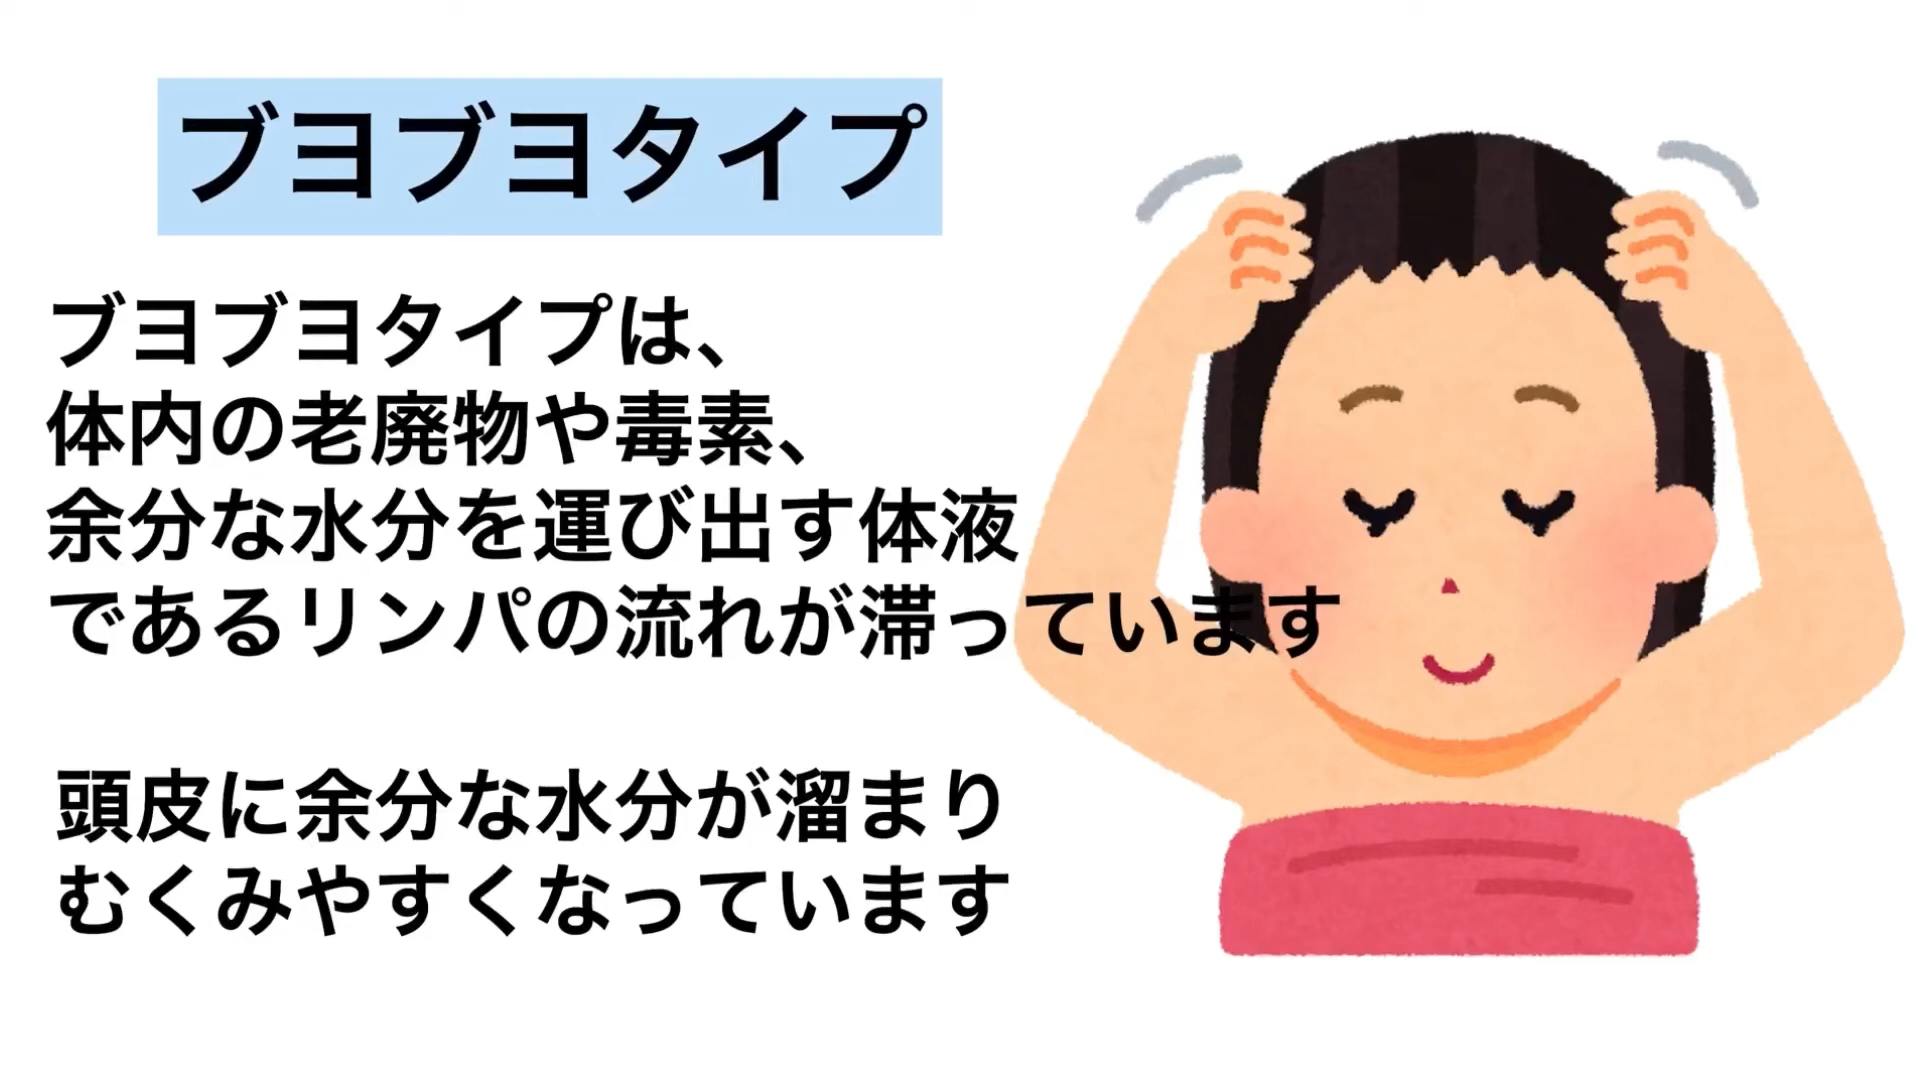 ブヨブヨタイプ
ブヨブヨタイプは、
体内の老廃物や毒素、
余分な水分を運び出す体液
であるリンパの流れが滞っています
頭皮に余分な水分が溜まり
むくみやすくなっています